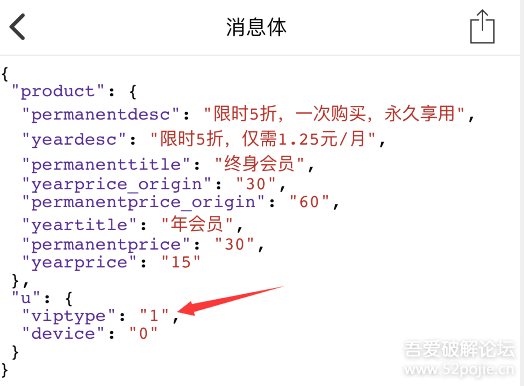 消息体
{
"product": {
"permanentdesc": "限时5折，一次购买，永久享用",
"yeardesc": "限时5折，仅需1.25元/月",
"permanenttitle": "终身会员",
"yearprice_origin": "30",
"permanentprice_origin": "60",
"yeartitle": "年会员",
"permanentprice": "30",
"yearprice": "15"
},
"u": {
"viptype": "1",
"device": "0"
}
}
吾爱破解论坛
www.52pojie.cn